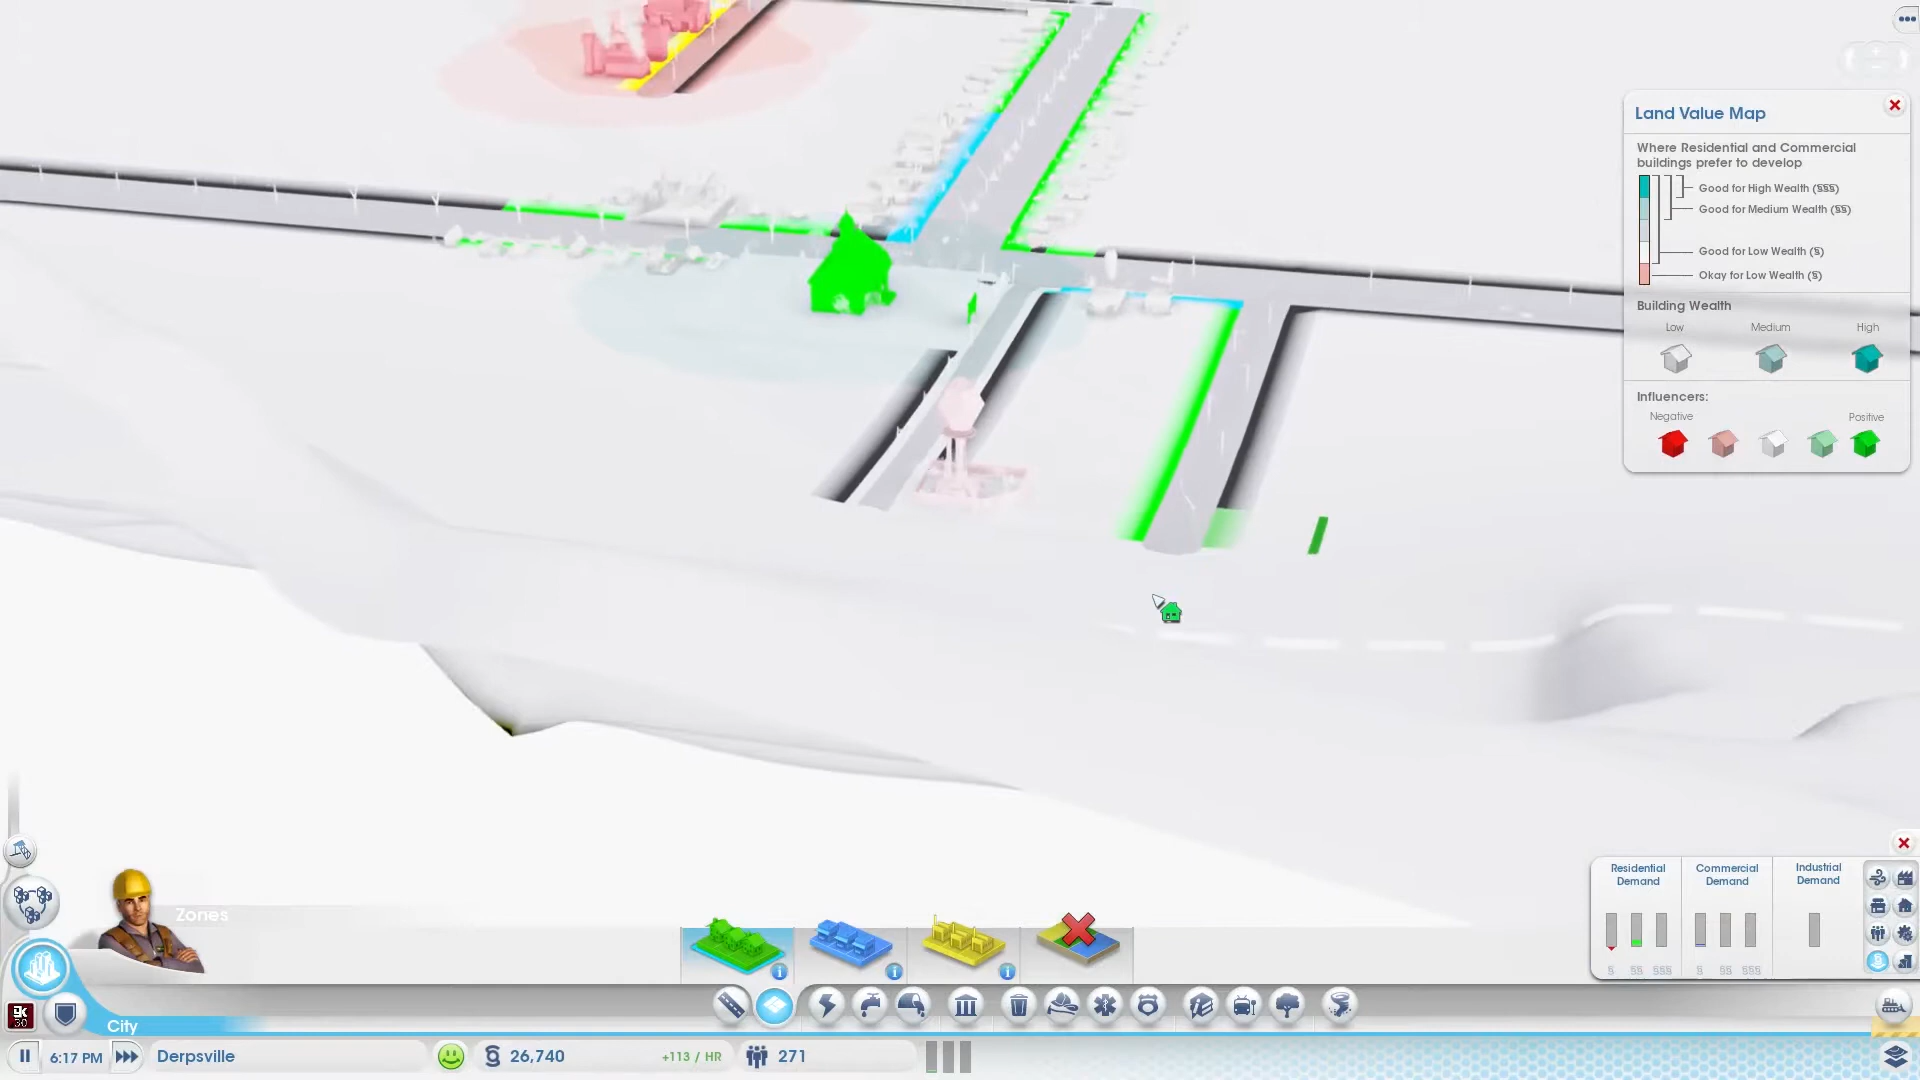 Land Value Map
Where Residential and Commercial
buildings prefer to develop
Good for High Wealth (§§§)
Good for Medium Wealth (§§)
Good for Low Wealth (§)
Okay for Low Wealth (§)
Building Wealth
Low Medium High
Influencers:
Negative Positive
Zones
Residential
Demand
Commercial
Demand
Industrial
Demand
§ §§ §§§ § §§ §§§
gk
30
City
6:17 PM
Derpsville
26,740
+113 / HR
271